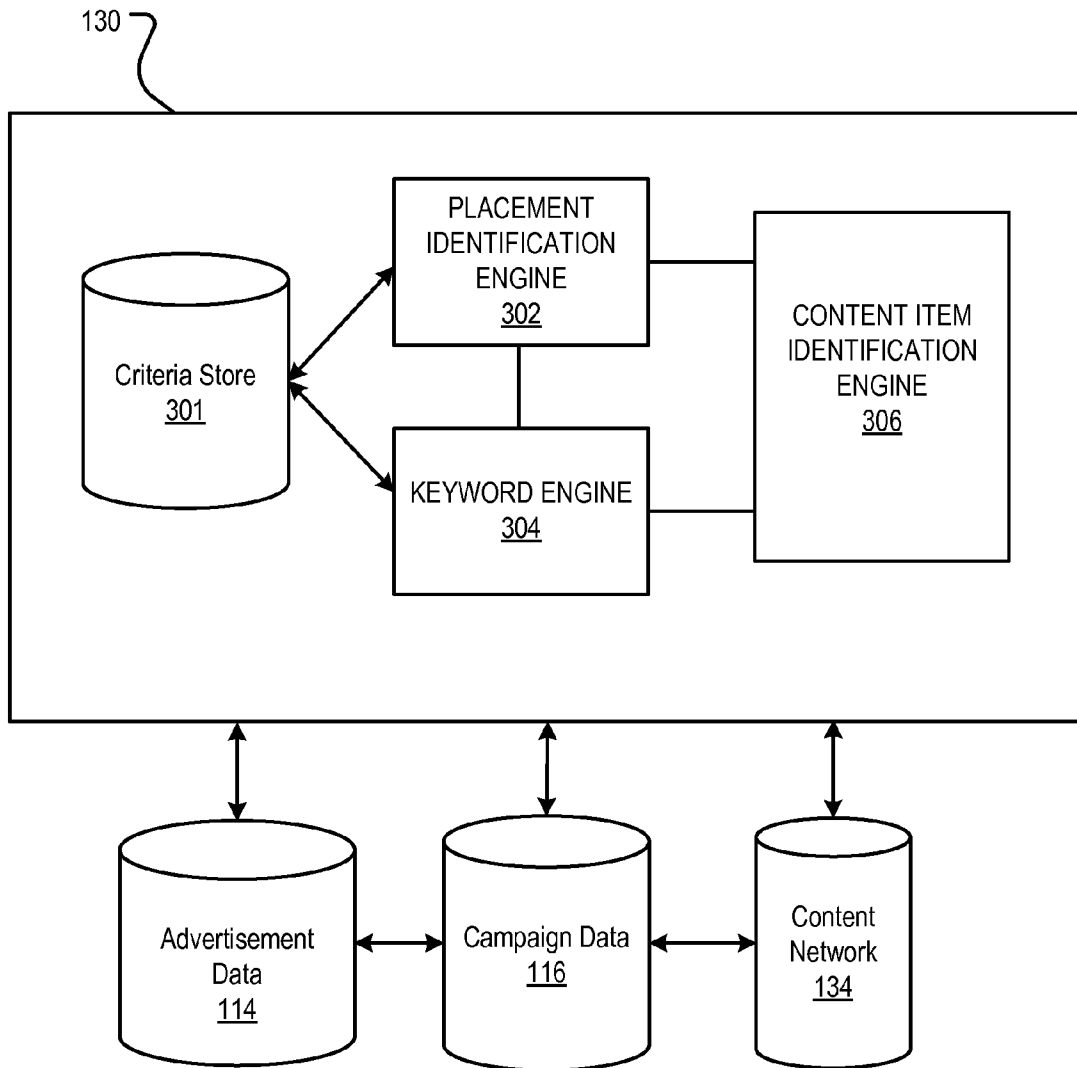 130
PLACEMENT
IDENTIFICATION
ENGINE
302
CONTENT ITEM
IDENTIFICATION
ENGINE
306
Criteria Store
301
KEYWORD ENGINE
304
Advertisement
Data
114
Campaign Data
116
Content
Network
134